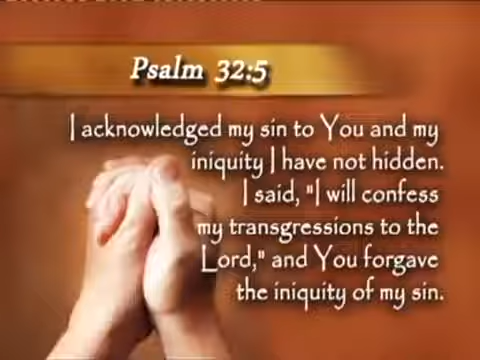 Psalm 32:5
I acknowledged my sin to You and my
iniquity I have not hidden.
I said, "I will confess
my transgressions to the
Lord," and You forgave
the iniquity of my sin.